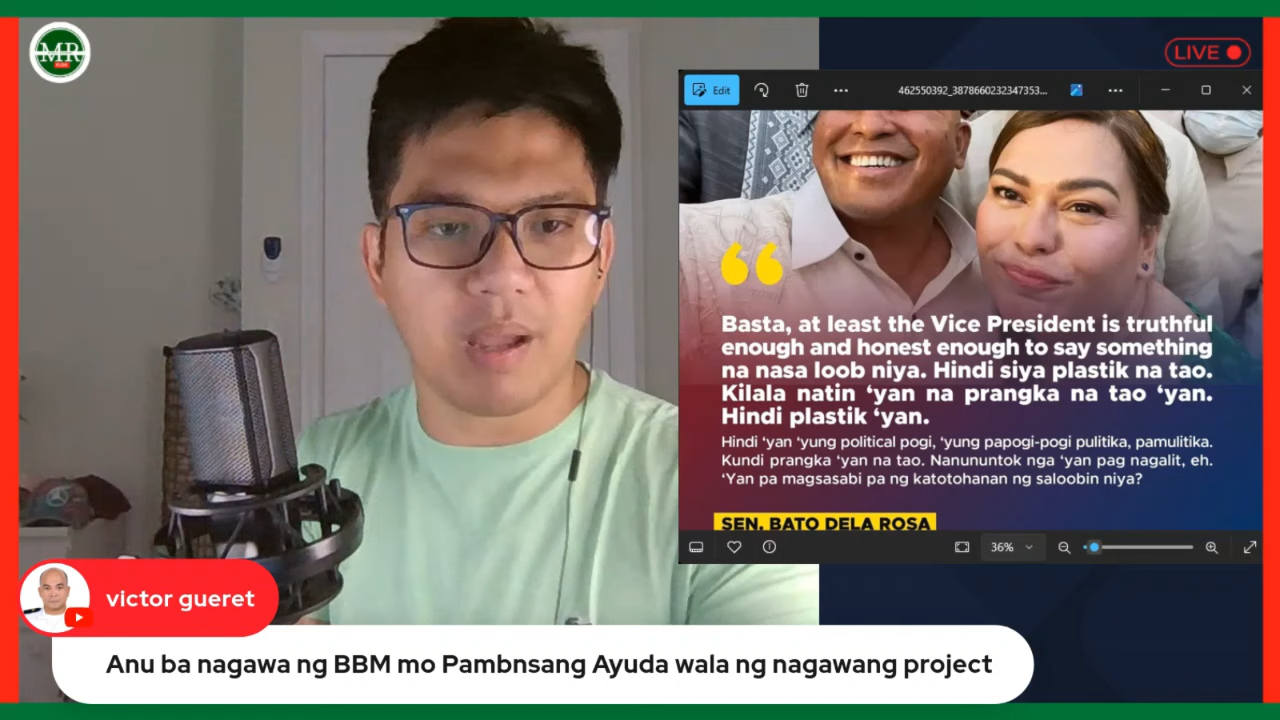 MR
LIVE
Edit
462550392_3878660232347353...
Basta, at least the Vice President is truthful
enough and honest enough to say something
na nasa loob niya. Hindi siya plastik na tao.
Kilala natin ‘yan na prangka na tao ‘yan.
Hindi plastik ‘yan.
Hindi ‘yan ‘yung political pogi, ‘yung papogi-pogi pulitika, pamulitika.
Kundi prangka ‘yan na tao. Nanununtok nga ‘yan pag nagalit, eh.
‘Yan pa magsasabi pa ng katotohanan ng saloobin niya?
SEN. BATO DELA ROSA
36%
victor gueret
Anu ba nagawa ng BBM mo Pambnsang Ayuda wala ng nagawang project